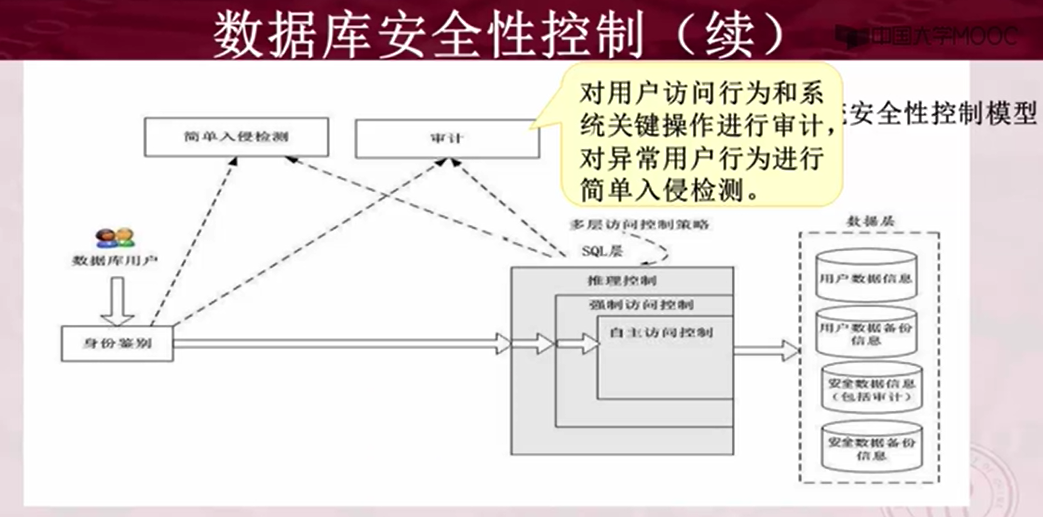 数据库安全性控制（续）
中国大学MOOC
对用户访问行为和系
统关键操作进行审计，
对异常用户行为进行
简单入侵检测。
安全性控制模型
简单入侵检测
审计
多层访问控制策略
SQL层
数据层
数据库用户
身份鉴别
推理控制
强制访问控制
自主访问控制
用户数据信息
用户数据备份
信息
安全数据信息
（包括审计）
安全数据备份
信息